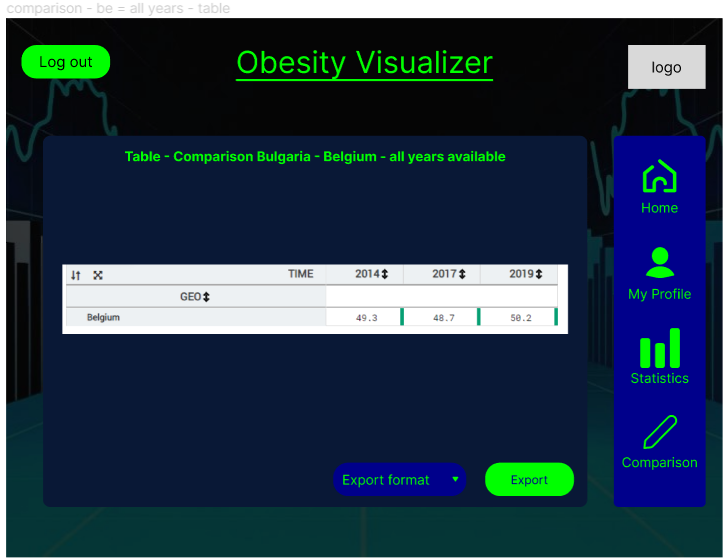 comparison - be = all years - table
Log out
Obesity Visualizer
logo
Table - Comparison Bulgaria - Belgium - all years available
TIME 2014 2017 2019
GEO
Belgium 49.3 48.7 50.2
Export format
Export
Home
My Profile
Statistics
Comparison